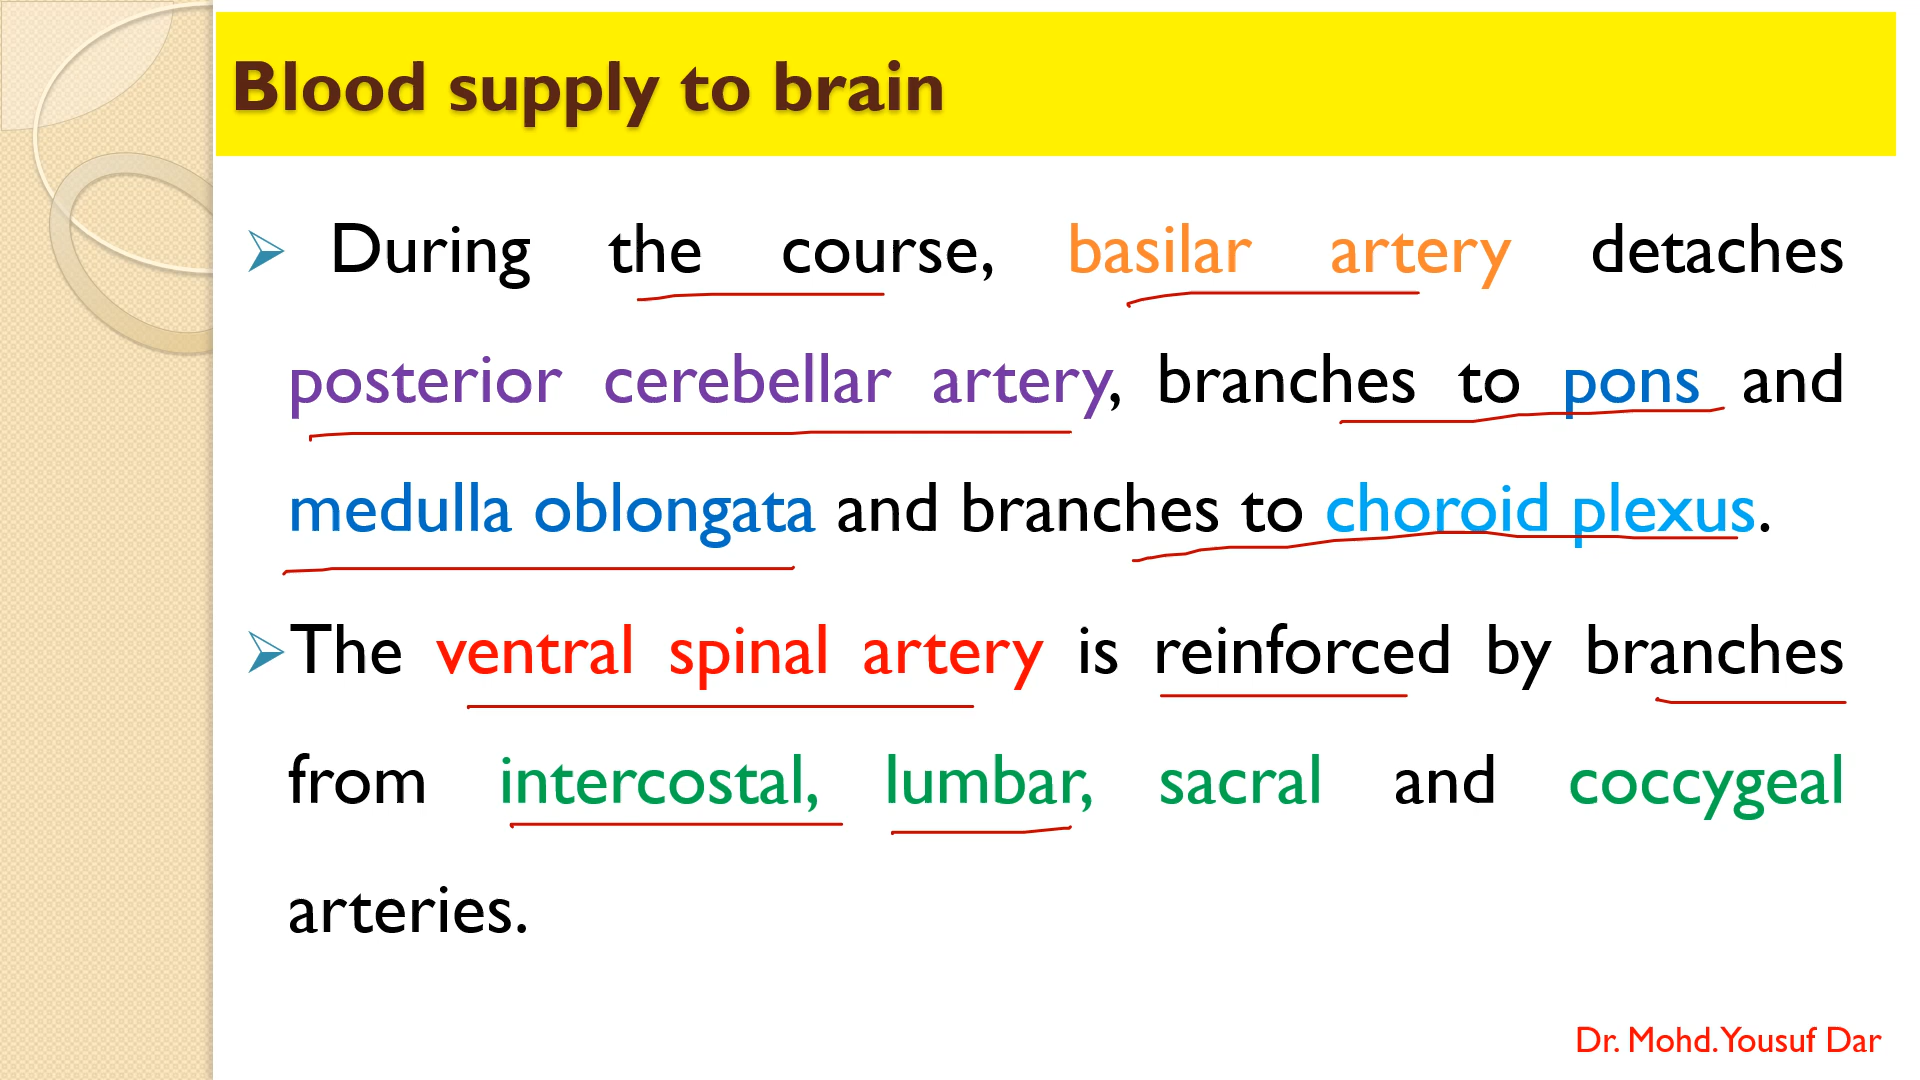 Blood supply to brain
➢ During the course, basilar artery detaches
posterior cerebellar artery, branches to pons and
medulla oblongata and branches to choroid plexus.
➢ The ventral spinal artery is reinforced by branches
from intercostal, lumbar, sacral and coccygeal
arteries.
Dr. Mohd. Yousuf Dar